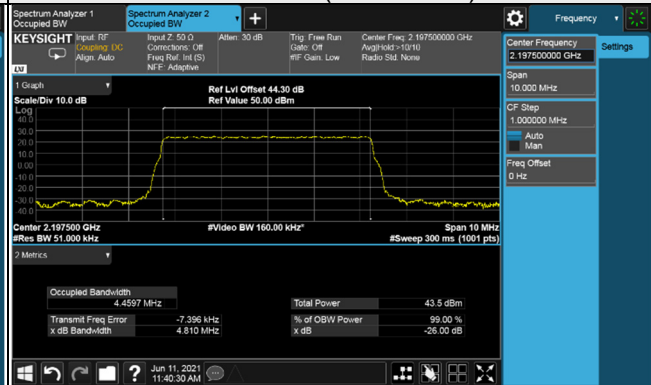 Spectrum Analyzer 1
Occupied BW
Spectrum Analyzer 2
Occupied BW
Frequency
KEYSIGHT
Input: RF
Coupling: DC
Align: Auto
Input Z: 50 Ω
Corrections: Off
Freq Ref: Int (S)
NFE: Adaptive
Atten: 30 dB
Trig: Free Run
Gate: Off
#IF Gain: Low
Center Freq: 2.197500000 GHz
Avg|Hold:>10/10
Radio Std: None
LXI
Center Frequency
2.197500000 GHz
Settings
Span
10.000 MHz
CF Step
1.000000 MHz
Auto
Man
Freq Offset
0 Hz
1 Graph
Scale/Div 10.0 dB
Ref Lvl Offset 44.30 dB
Ref Value 50.00 dBm
Log
40.0
30.0
20.0
10.0
0.00
-10.0
-20.0
-30.0
-40.0
Center 2.197500 GHz
#Res BW 51.000 kHz
#Video BW 160.00 kHz*
Span 10 MHz
#Sweep 300 ms (1001 pts)
2 Metrics
Occupied Bandwidth
4.4597 MHz
Total Power
43.5 dBm
Transmit Freq Error
-7.396 kHz
% of OBW Power
99.00 %
x dB Bandwidth
4.810 MHz
x dB
-26.00 dB
Jun 11, 2021
11:40:30 AM